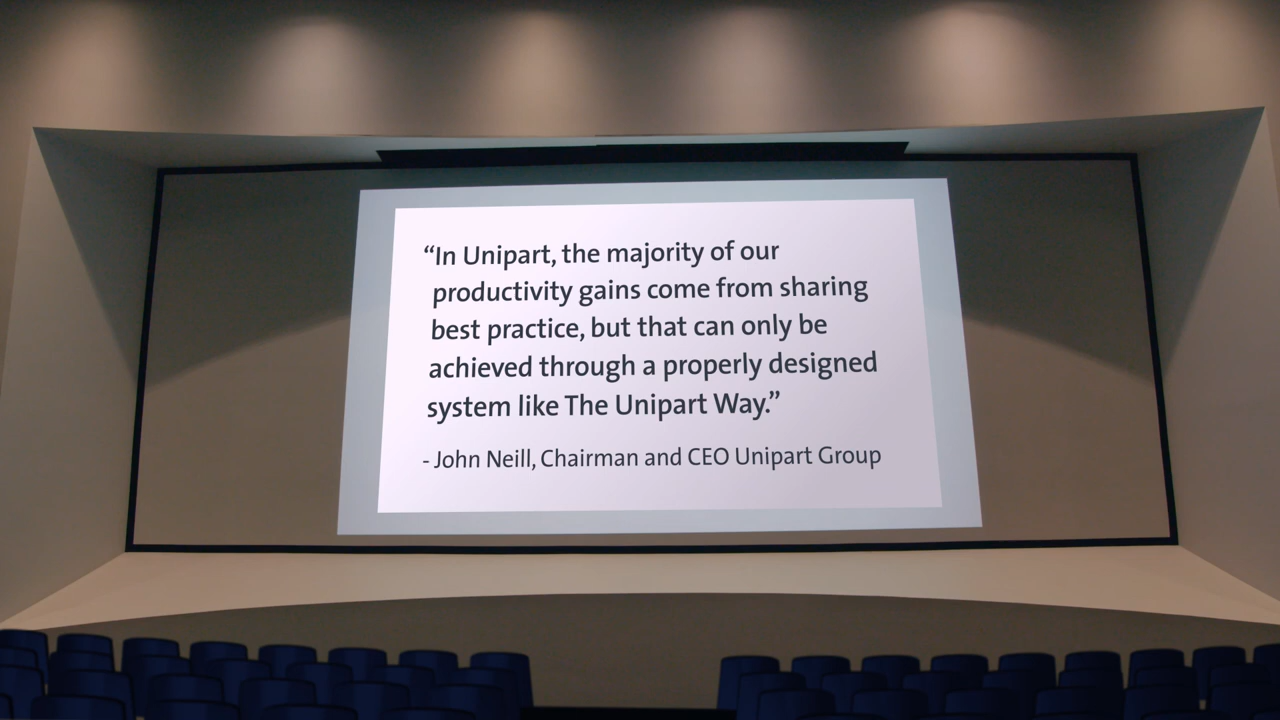 “In Unipart, the majority of our
productivity gains come from sharing
best practice, but that can only be
achieved through a properly designed
system like The Unipart Way.”
- John Neill, Chairman and CEO Unipart Group